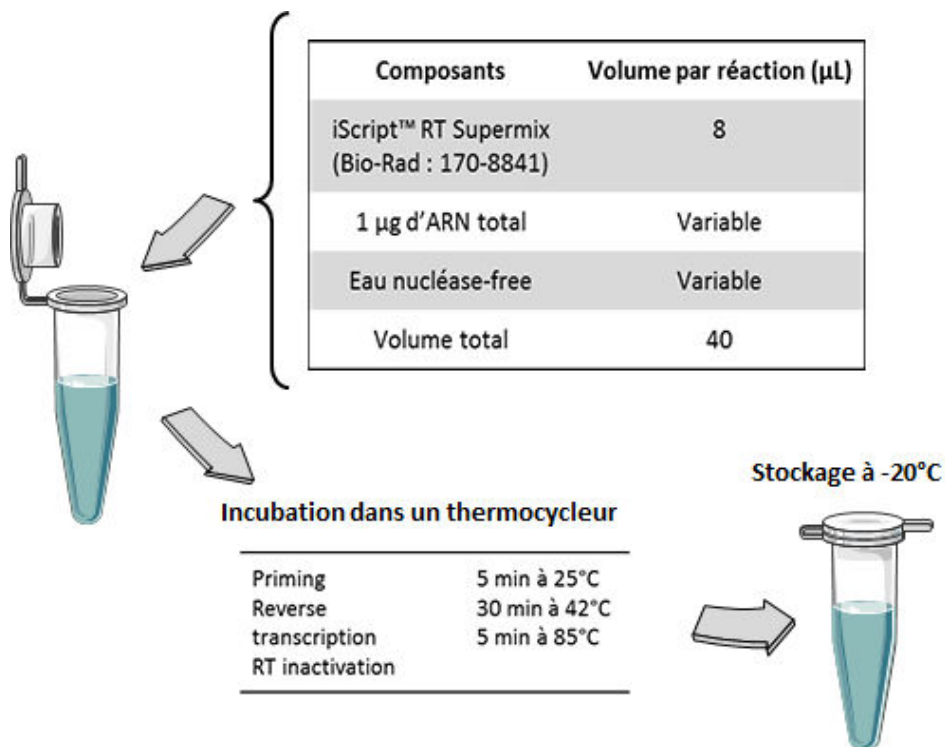 Composants Volume par réaction (µL)
iScript™ RT Supermix 8
(Bio-Rad : 170-8841)
1 µg d’ARN total Variable
Eau nucléase-free Variable
Volume total 40
Stockage à -20°C
Incubation dans un thermocycleur
Priming 5 min à 25°C
Reverse 30 min à 42°C
transcription 5 min à 85°C
RT inactivation